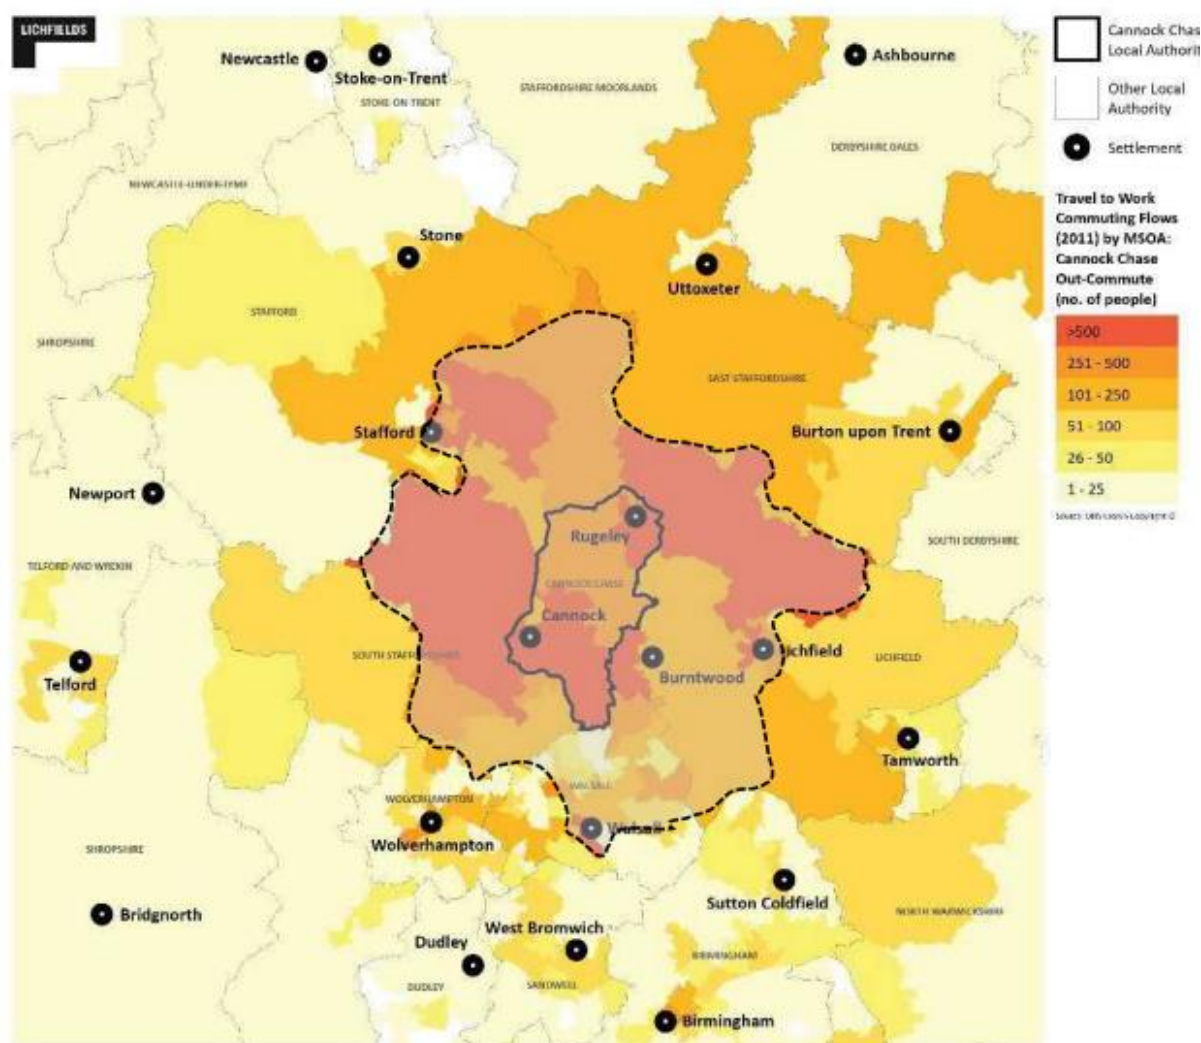 LICHFIELDS
Newcastle
Stoke-on-Trent
STOKE-ON-TRENT
STAFFORDSHIRE MOORLANDS
Ashbourne
DERBYSHIRE DALES
NEWCASTLE-UNDER-LYME
Stone
Uttoxeter
STAFFORD
SHROPSHIRE
EAST STAFFORDSHIRE
Stafford
Burton upon Trent
Newport
Rugeley
SOUTH DERBYSHIRE
TELFORD AND WREKIN
CANNOCK CHASE
Cannock
SOUTH STAFFORDSHIRE
Lichfield
LICHFIELD
Burntwood
Telford
Tamworth
WALSALL
WOLVERHAMPTON
Wolverhampton
Walsall
SHROPSHIRE
Sutton Coldfield
Bridgnorth
NORTH WARWICKSHIRE
West Bromwich
Dudley
BIRMINGHAM
DUDLEY
SANDWELL
Birmingham
Cannock Chas
Local Authorit
Other Local
Authority
Settlement
Travel to Work
Commuting Flows
(2011) by MSOA:
Cannock Chase
Out-Commute
(no. of people)
>500
251 - 500
101 - 250
51 - 100
26 - 50
1 - 25